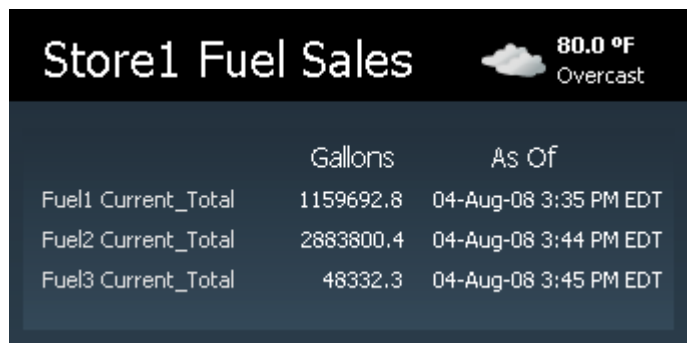 Store1 Fuel Sales
80.0 ºF
Overcast
Gallons As Of
Fuel1 Current_Total 1159692.8 04-Aug-08 3:35 PM EDT
Fuel2 Current_Total 2883800.4 04-Aug-08 3:44 PM EDT
Fuel3 Current_Total 48332.3 04-Aug-08 3:45 PM EDT